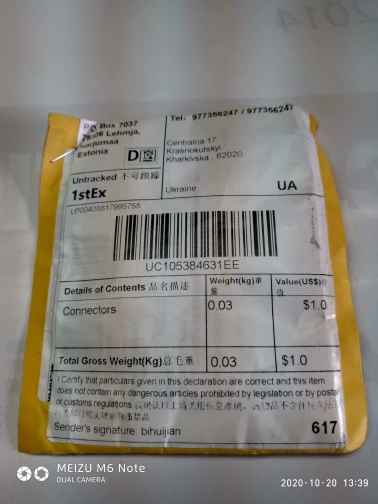 2014
PO Box 7037
75306 Lehmja,
Harjumaa
Estonia
D
Tel: 977356247 / 977356247
Centralna 17
Krasnokutskyi
Kharkivska, 62020
Untracked 不可跟踪
1stEx
Ukraine
UA
LP00408817995755
UC105384631EE
Details of Contents 品名描述
Weight(kg)重量
Value(US$)价值
Connectors
0.03
$1.0
Total Gross Weight(Kg)总毛重
0.03
$1.0
I Certify that particulars given in this declaration are correct and this item
does not contain any dangerous articles prohibited by legislation or by postal
or customs regulations.
Sender's signature: bihuijian
617
MEIZU M6 Note
DUAL CAMERA
2020-10-20 13:39